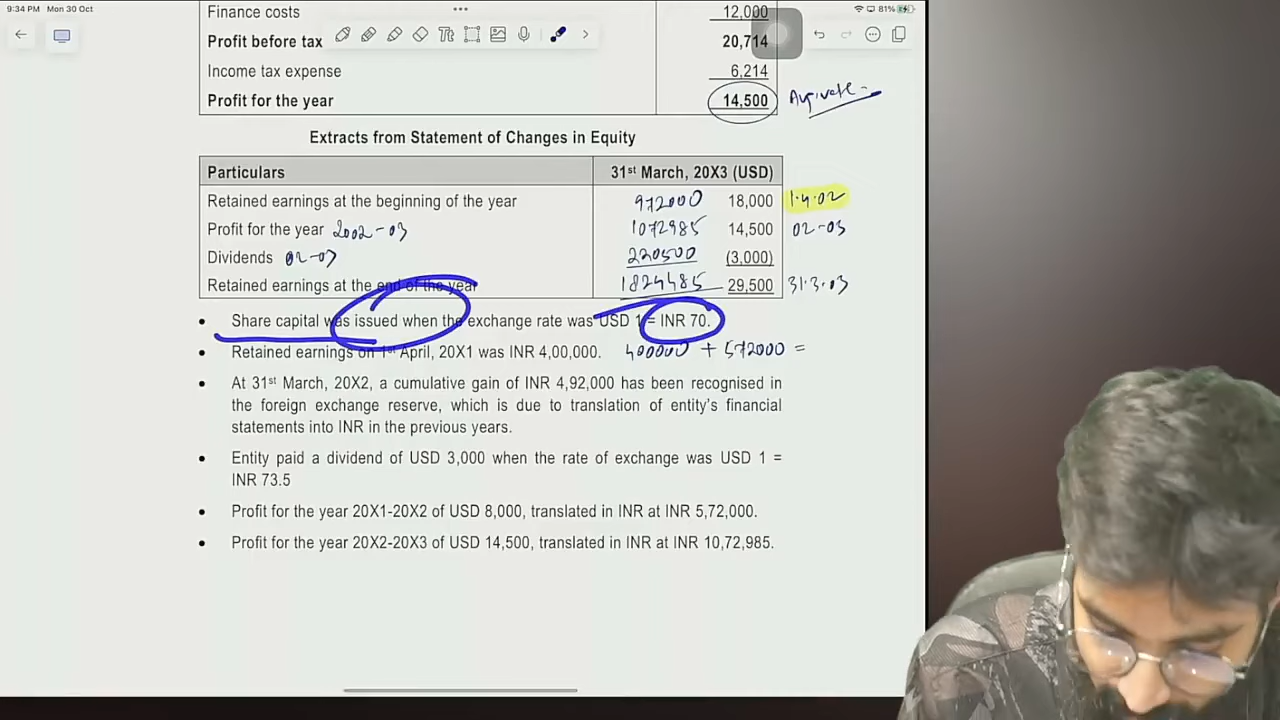 9:34 PM Mon 30 Oct
81%
Finance costs 12,000
Profit before tax 20,714
Income tax expense 6,214
Profit for the year 14,500
Extracts from Statement of Changes in Equity
Particulars 31st March, 20X3 (USD)
Retained earnings at the beginning of the year 972000 18,000 1.4.02
Profit for the year 2002-03 1072985 14,500 02-03
Dividends 02-03 220500 (3,000)
Retained earnings at the end of the year 1824485 29,500 31.3.03
• Share capital was issued when the exchange rate was USD 1 = INR 70.
• Retained earnings on 1st April, 20X1 was INR 4,00,000. 400000 + 572000 =
• At 31st March, 20X2, a cumulative gain of INR 4,92,000 has been recognised in
the foreign exchange reserve, which is due to translation of entity's financial
statements into INR in the previous years.
• Entity paid a dividend of USD 3,000 when the rate of exchange was USD 1 =
INR 73.5
• Profit for the year 20X1-20X2 of USD 8,000, translated in INR at INR 5,72,000.
• Profit for the year 20X2-20X3 of USD 14,500, translated in INR at INR 10,72,985.